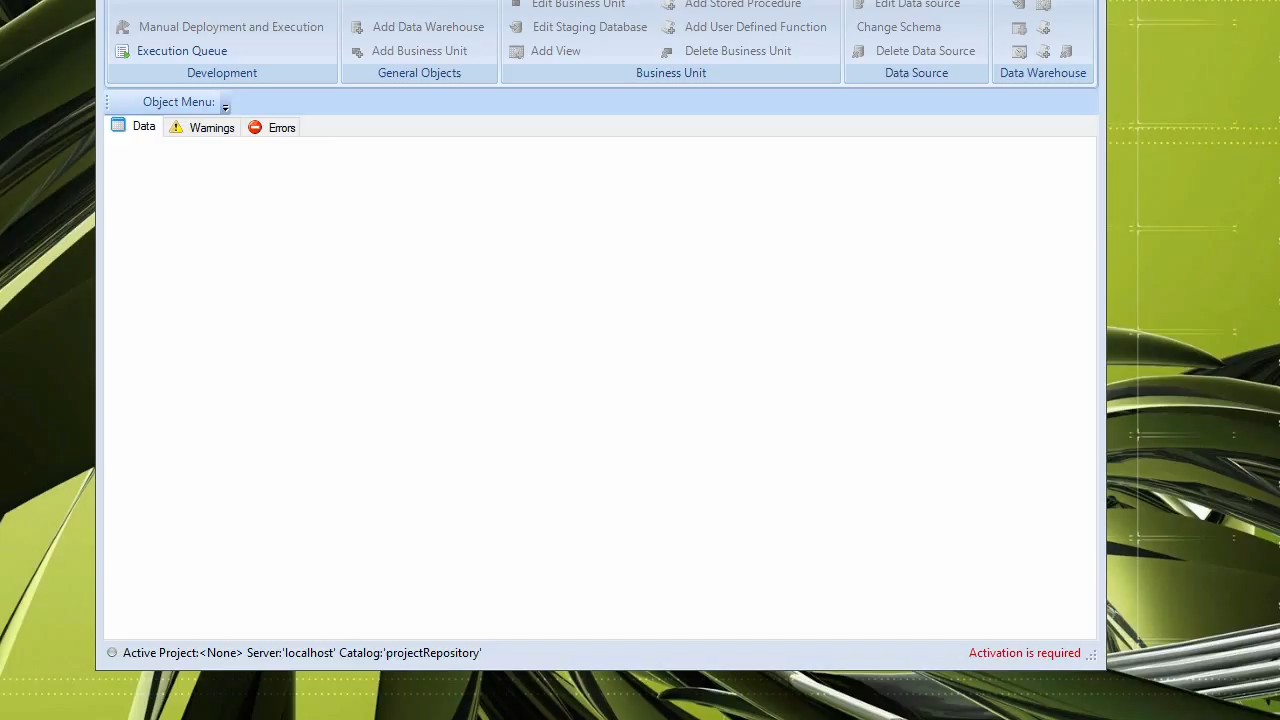 Edit Business Unit Add Stored Procedure Edit Data source
Manual Deployment and Execution Add Data Warehouse Edit Staging Database Add User Defined Function Change Schema
Execution Queue Add Business Unit Add View Delete Business Unit Delete Data Source
Development General Objects Business Unit Data Source Data Warehouse
Object Menu:
Data Warnings Errors
Active Project:<None> Server:'localhost' Catalog:'projectRepository' Activation is required